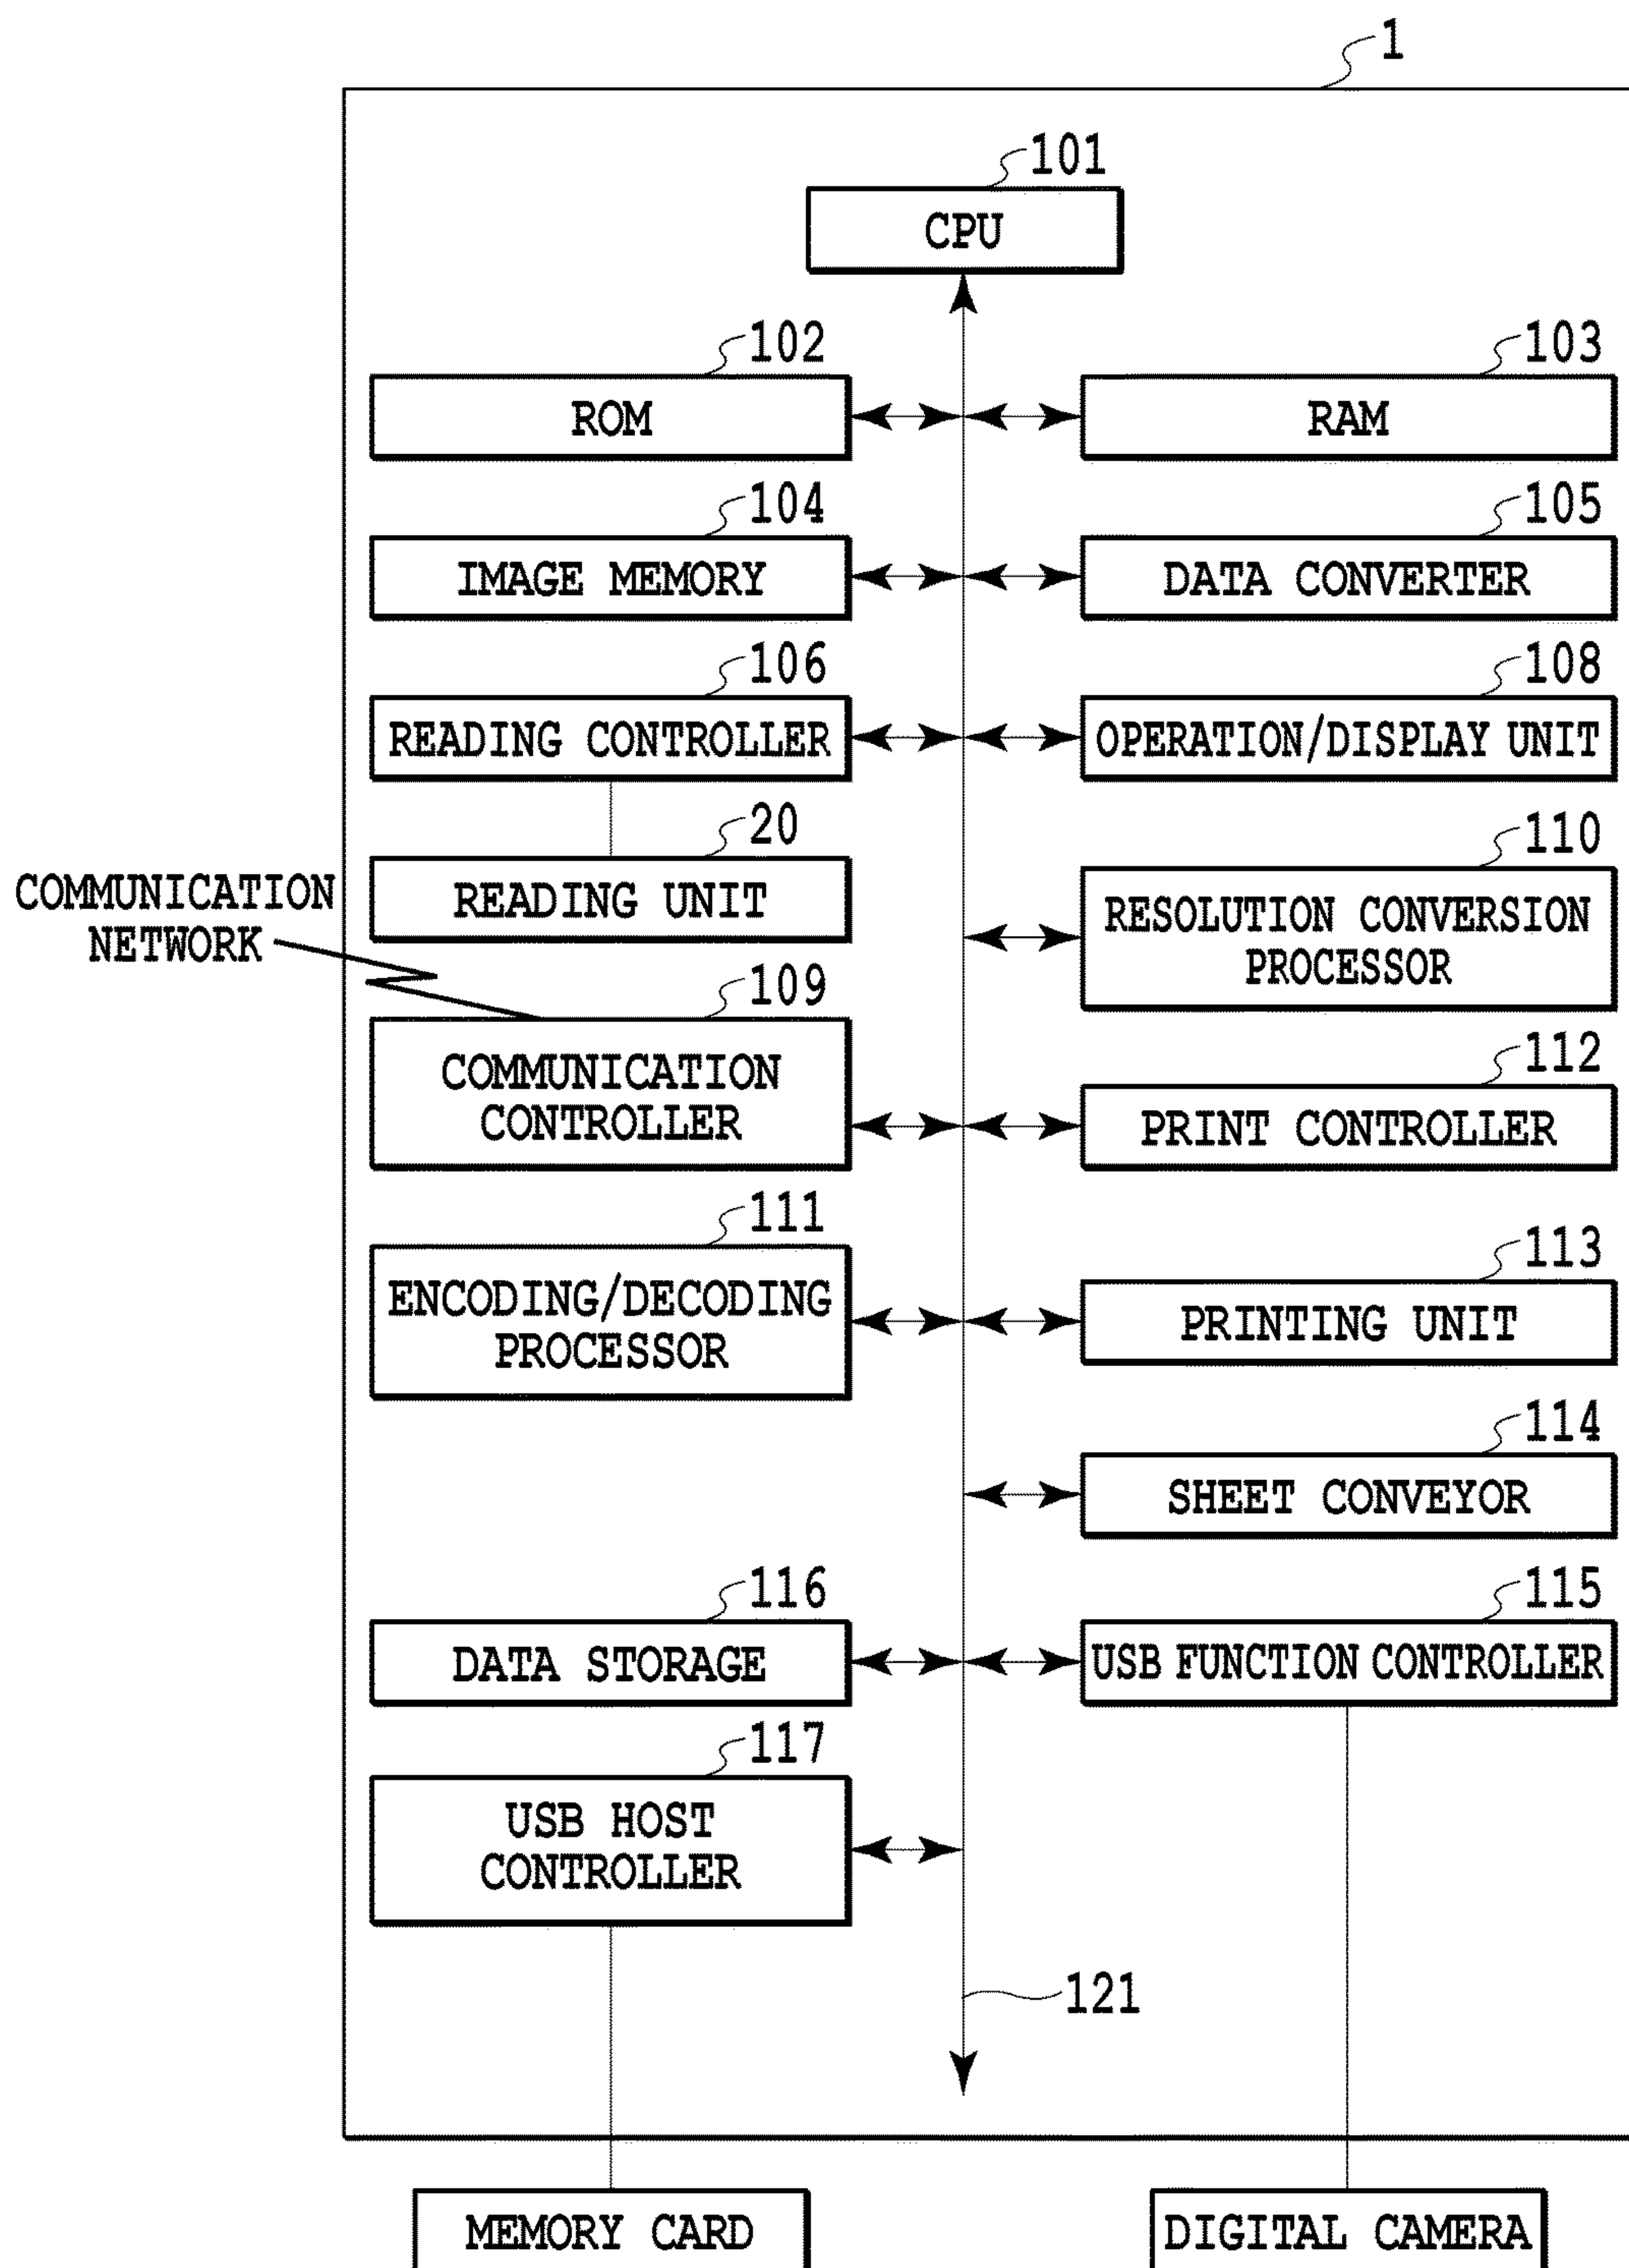 1
101
CPU
102
ROM
103
RAM
104
IMAGE MEMORY
105
DATA CONVERTER
106
READING CONTROLLER
108
OPERATION/DISPLAY UNIT
20
READING UNIT
110
RESOLUTION CONVERSION
PROCESSOR
COMMUNICATION
NETWORK
109
COMMUNICATION
CONTROLLER
112
PRINT CONTROLLER
111
ENCODING/DECODING
PROCESSOR
113
PRINTING UNIT
114
SHEET CONVEYOR
116
DATA STORAGE
115
USB FUNCTION CONTROLLER
117
USB HOST
CONTROLLER
121
MEMORY CARD
DIGITAL CAMERA